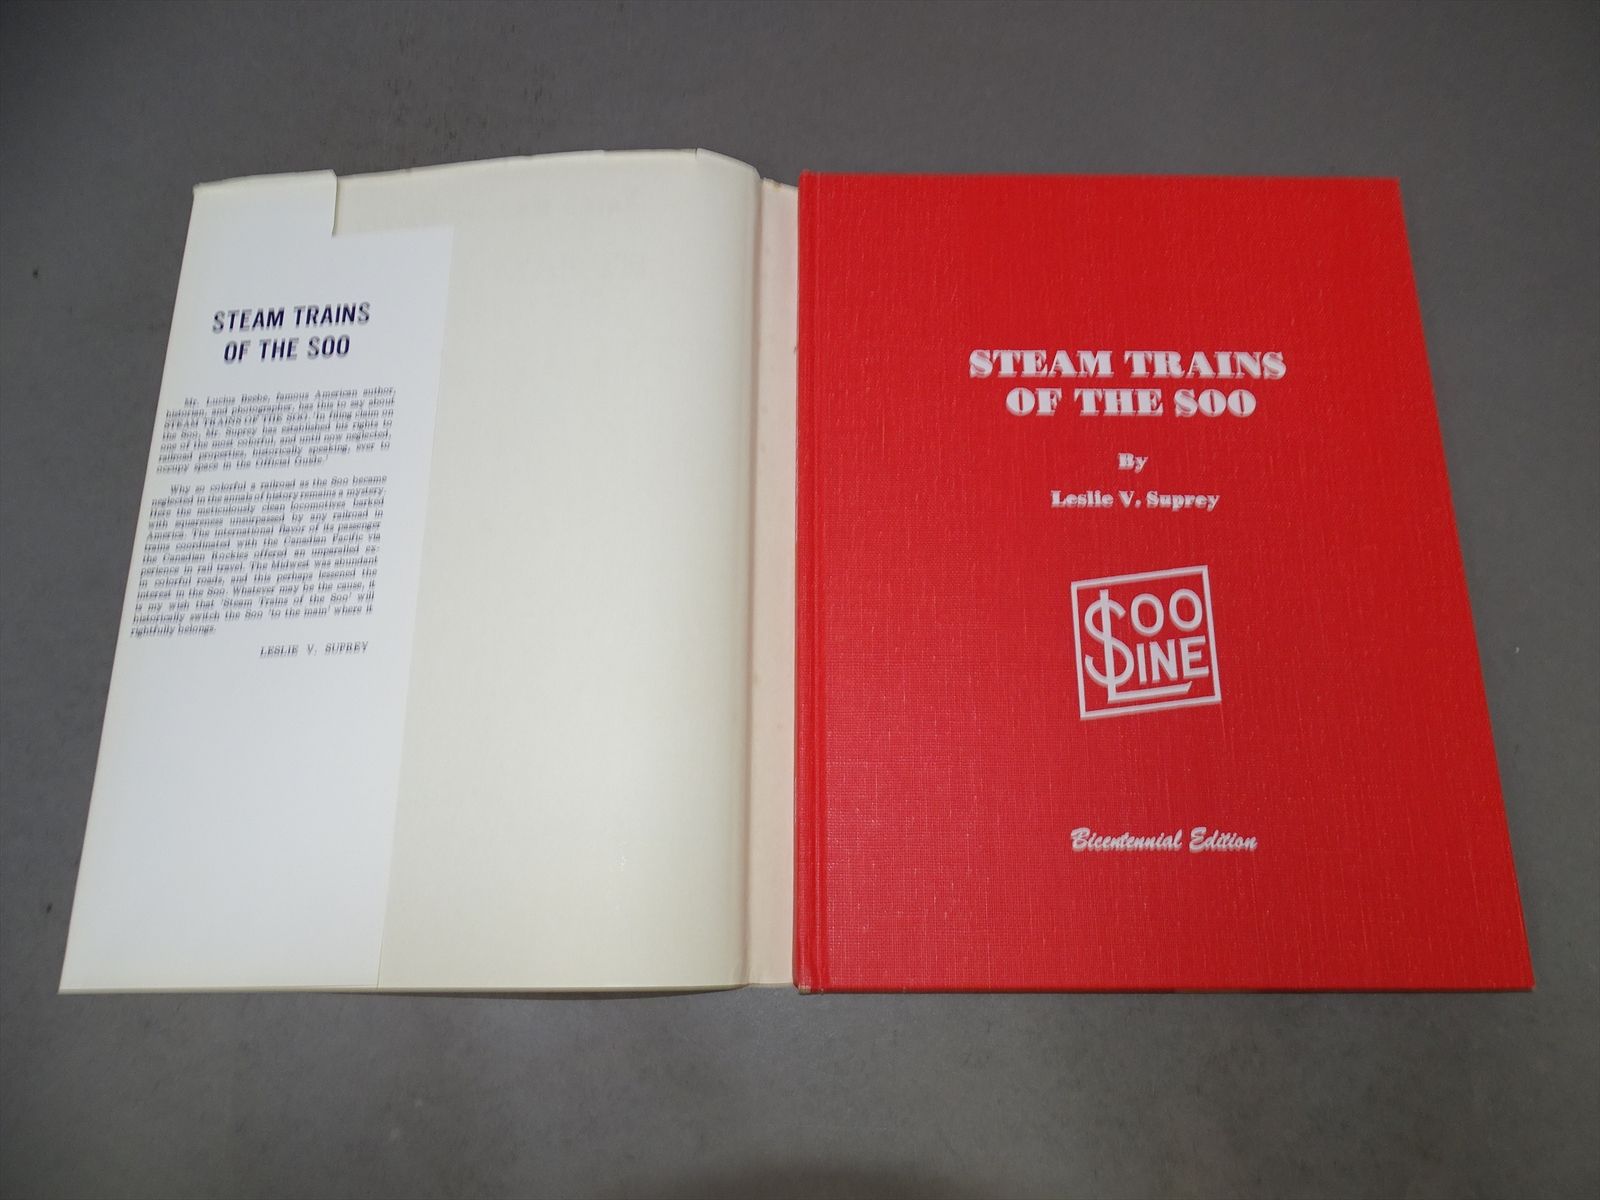 STEAM TRAINS
OF THE SOO
Mr. Lucius Beebe, famous American author,
historian, and photographer, has this to say about
STEAM TRAINS OF THE SOO. 'In filing claim on
the Soo, Mr. Suprey has established his rights to
one of the most colorful, and until now neglected,
railroad properties, historically speaking, ever to
occupy space in the Official Guide.'
Why so colorful a railroad as the Soo became
neglected in the annals of history remains a mystery.
Here the meticulously clean locomotives barked
with squareness unsurpassed by any railroad in
America. The international flavor of its passenger
trains coordinated with the Canadian Pacific via
the Canadian Rockies offered an unparalled ex-
perience in rail travel. The Midwest was abundant
in colorful roads, and this perhaps lessened the
interest in the Soo. Whatever may be the cause, it
is my wish that 'Steam Trains of the Soo' will
historically switch the Soo 'to the main' where it
rightfully belongs.
LESLIE V. SUPREY
STEAM TRAINS
OF THE SOO
By
Leslie V. Suprey
SOO
LINE
Bicentennial Edition